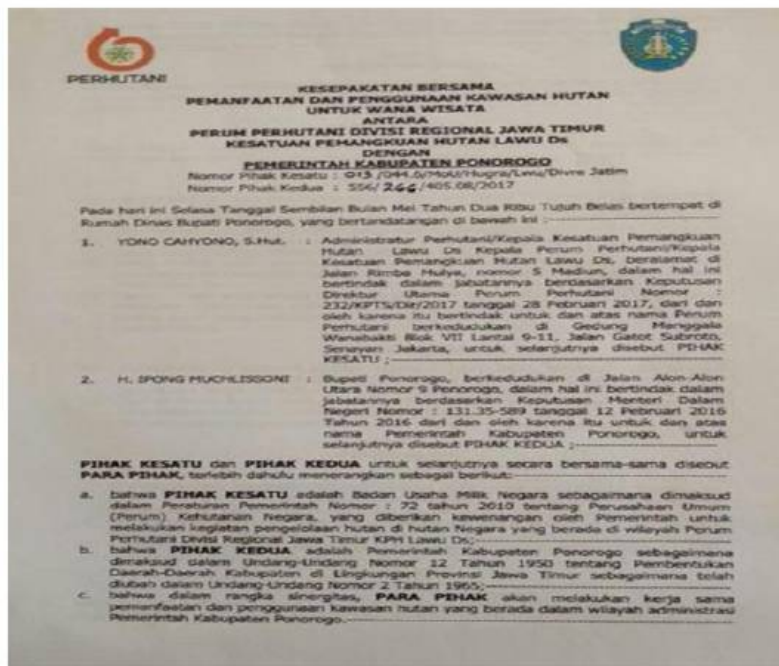 PERHUTANI
KESEPAKATAN BERSAMA
PEMANFAATAN DAN PENGGUNAAN KAWASAN HUTAN
UNTUK WANA WISATA
ANTARA
PERUM PERHUTANI DIVISI REGIONAL JAWA TIMUR
KESATUAN PEMANGKUAN HUTAN LAWU Ds
DENGAN
PEMERINTAH KABUPATEN PONOROGO
Nomor Pihak Kesatu : 013 /044.6/MoU/Hugra/Lwu/Divre Jatim
Nomor Pihak Kedua : 556/ 266 /405.08/2017
Pada hari ini Selasa Tanggal Sembilan Bulan Mei Tahun Dua Ribu Tujuh Belas bertempat di
Rumah Dinas Bupati Ponorogo, yang bertandatangan di bawah ini :
1. YONO CAHYONO, S.Hut. : Administratur Perhutani/Kepala Kesatuan Pemangkuan
Hutan Lawu Ds Kepala Perum Perhutani/Kepala
Kesatuan Pemangkuan Hutan Lawu Ds, beralamat di
Jalan Rimba Mulya, nomor 5 Madiun, dalam hal ini
bertindak dalam jabatannya berdasarkan Keputusan
Direktur Utama Perum Perhutani Nomor :
232/KPTS/Dir/2017 tanggal 28 Pebruari 2017, dari dan
oleh karena itu bertindak untuk dan atas nama Perum
Perhutani berkedudukan di Gedung Manggala
Wanabakti Blok VII Lantai 9-11, Jalan Gatot Subroto,
Senayan Jakarta, untuk selanjutnya disebut PIHAK
KESATU ;
2. H. IPONG MUCHLISSONI : Bupati Ponorogo, berkedudukan di Jalan Alon-Alon
Utara Nomor 9 Ponorogo, dalam hal ini bertindak dalam
jabatannya berdasarkan Keputusan Menteri Dalam
Negeri Nomor : 131.35-589 tanggal 12 Pebruari 2016
Tahun 2016 dari dan oleh karena itu untuk dan atas
nama Pemerintah Kabupaten Ponorogo, untuk
selanjutnya disebut PIHAK KEDUA ;
PIHAK KESATU dan PIHAK KEDUA untuk selanjutnya secara bersama-sama disebut
PARA PIHAK, terlebih dahulu menerangkan sebagai berikut:
a. bahwa PIHAK KESATU adalah Badan Usaha Milik Negara sebagaimana dimaksud
dalam Peraturan Pemerintah Nomor : 72 tahun 2010 tentang Perusahaan Umum
(Perum) Kehutanan Negara, yang diberikan kewenangan oleh Pemerintah untuk
melakukan kegiatan pengelolaan hutan di hutan Negara yang berada di wilayah Perum
Perhutani Divisi Regional Jawa Timur KPH Lawu Ds;
b. bahwa PIHAK KEDUA adalah Pemerintah Kabupaten Ponorogo sebagaimana
dimaksud dalam Undang-Undang Nomor 12 Tahun 1950 tentang Pembentukan
Daerah-Daerah Kabupaten di Lingkungan Provinsi Jawa Timur sebagaimana telah
diubah dalam Undang-Undang Nomor 2 Tahun 1965;
c. bahwa dalam rangka sinergitas, PARA PIHAK akan melakukan kerja sama
pemanfaatan dan penggunaan kawasan hutan yang berada dalam wilayah administrasi
Pemerintah Kabupaten Ponorogo.